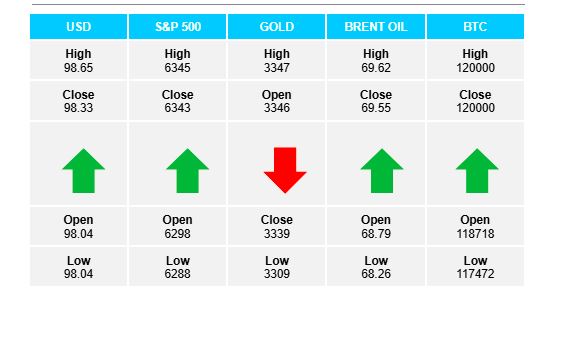 USD S&P 500 GOLD BRENT OIL BTC
High High High High High
98.65 6345 3347 69.62 120000
Close Close Open Close Close
98.33 6343 3346 69.55 120000
Open Open Close Open Open
98.04 6298 3339 68.79 118718
Low Low Low Low Low
98.04 6288 3309 68.26 117472